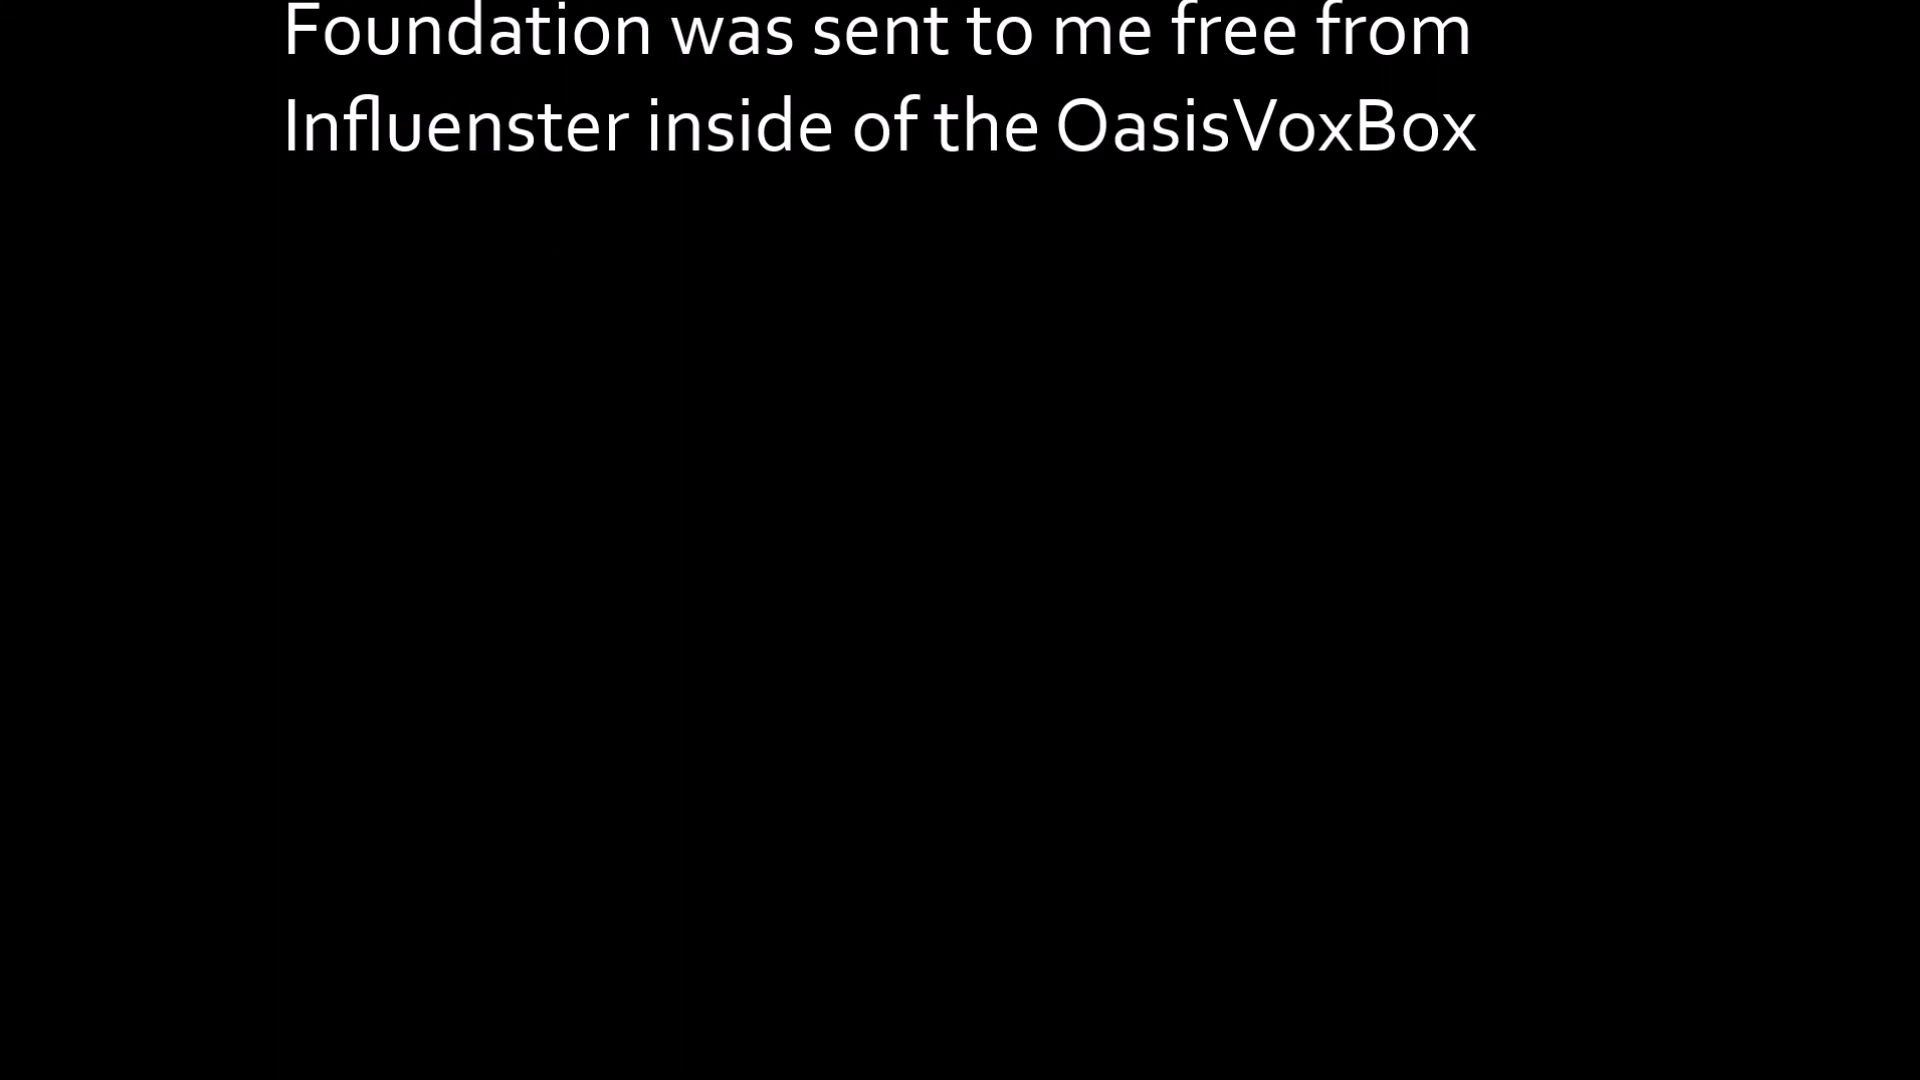 Foundation was sent to me free from
Influenster inside of the OasisVoxBox